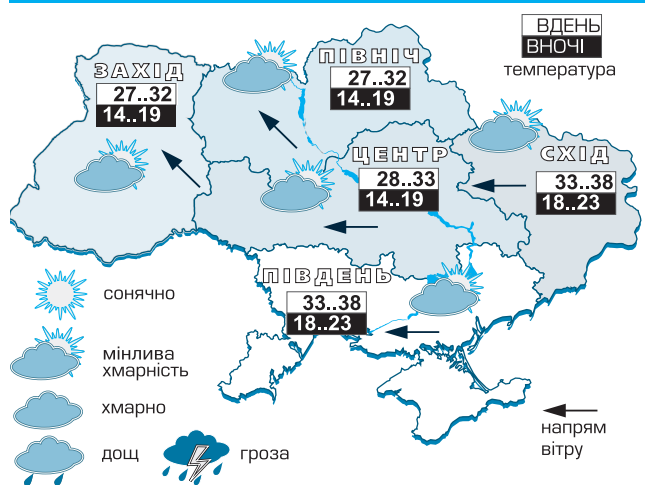 ВДЕНЬ
ВНОЧІ
температура
ЗАХІД
27..32
14..19
ПІВНІЧ
27..32
14..19
ЦЕНТР
28..33
14..19
СХІД
33..38
18..23
ПІВДЕНЬ
33..38
18..23
сонячно
мінлива
хмарність
хмарно
дощ
гроза
напрям
вітру